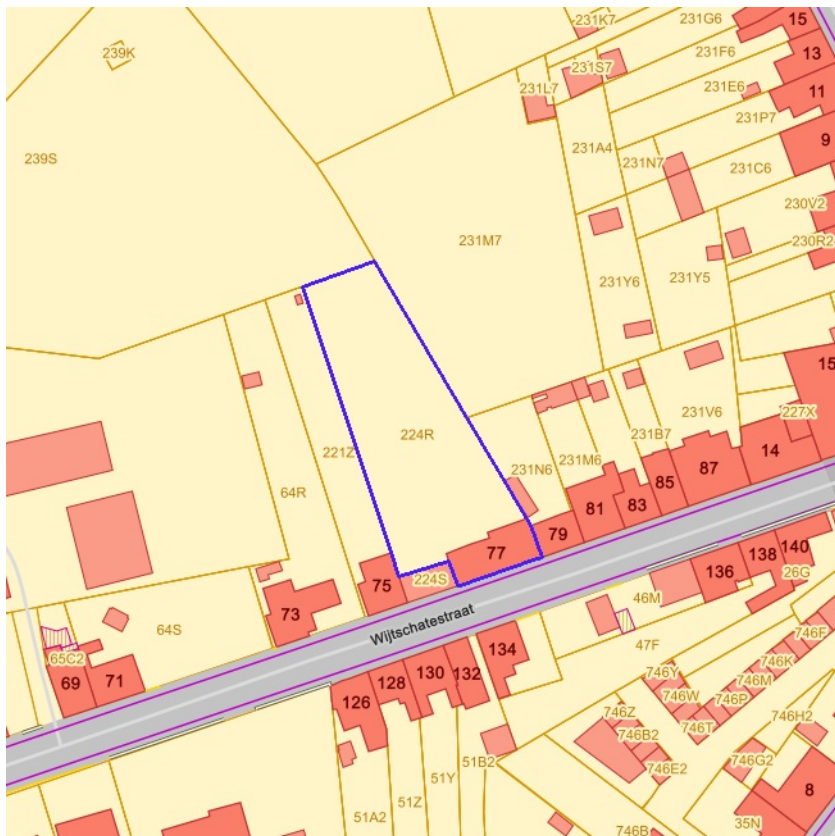 231K7
231G6
15
239K
13
231F6
231S7
231L7
231E6
11
231P7
9
231A4
239S
231N7
231C6
230V2
231M7
230R2
231Y6
231Y5
15
231V6
227X
224R
231B7
221Z
231N6
231M6
14
87
64R
85
81
83
79
77
140
138
75
224S
136
26G
73
46M
Wijtschatestraat
64S
746F
134
47F
65C2
746K
746Y
130
132
71
69
128
746M
746W
746P
126
746Z
746T
746H2
746B2
746G2
51B2
746E2
51Y
8
51Z
51A2
35N
746B